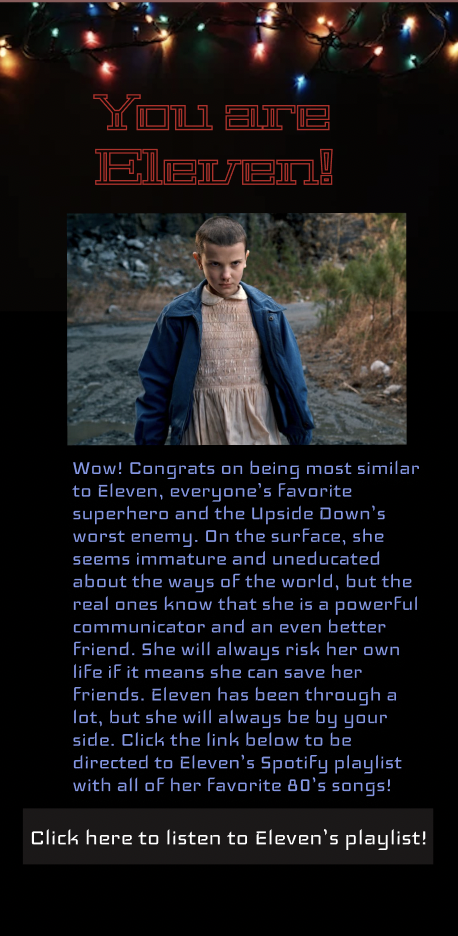 You are
Eleven!
Wow! Congrats on being most similar
to Eleven, everyone's favorite
superhero and the Upside Down's
worst enemy. On the surface, she
seems immature and uneducated
about the ways of the world, but the
real ones know that she is a powerful
communicator and an even better
friend. She will always risk her own
life if it means she can save her
friends. Eleven has been through a
lot, but she will always be by your
side. Click the link below to be
directed to Eleven's Spotify playlist
with all of her favorite 80's songs!
Click here to listen to Eleven's playlist!